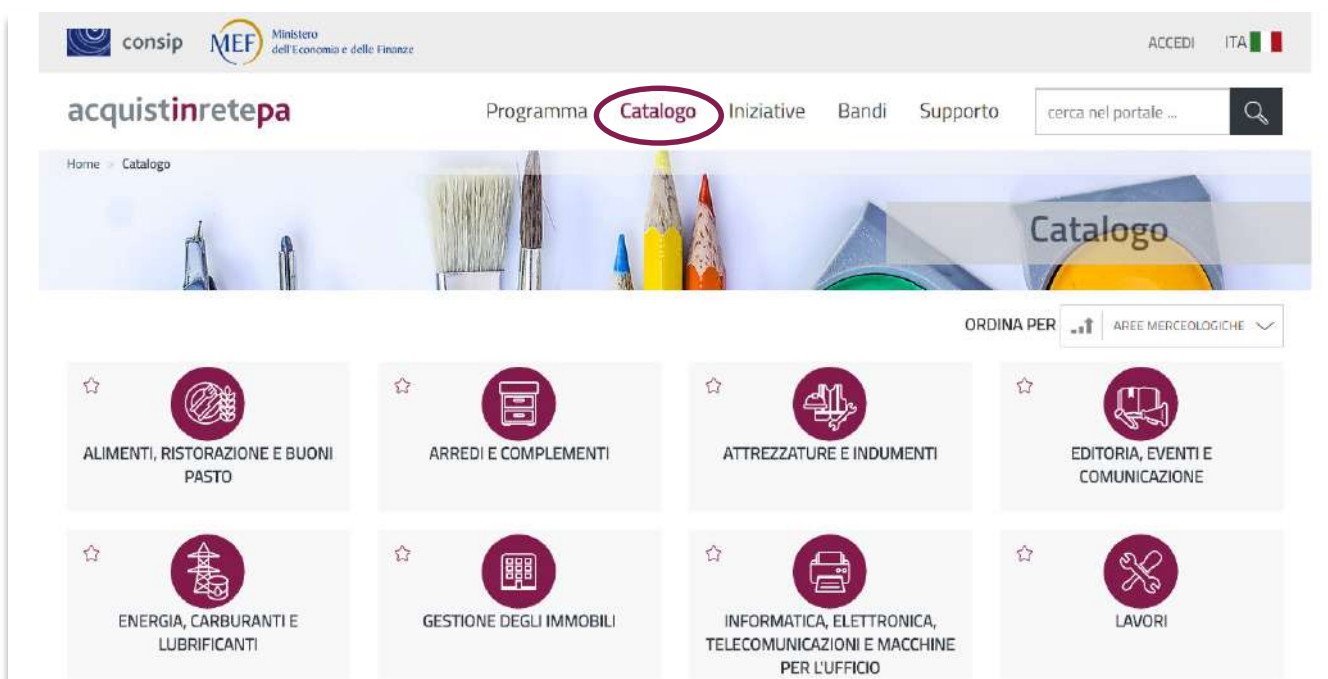 consip MEF Ministero
dell'Economia e delle Finanze
ACCEDI ITA
acquistinretepa
Programma Catalogo Iniziative Bandi Supporto
cerca nel portale ...
Home > Catalogo
Catalogo
ORDINA PER AREE MERCEOLOGICHE
ALIMENTI, RISTORAZIONE E BUONI
PASTO
ARREDI E COMPLEMENTI
ATTREZZATURE E INDUMENTI
EDITORIA, EVENTI E
COMUNICAZIONE
ENERGIA, CARBURANTI E
LUBRIFICANTI
GESTIONE DEGLI IMMOBILI
INFORMATICA, ELETTRONICA,
TELECOMUNICAZIONI E MACCHINE
PER L'UFFICIO
LAVORI